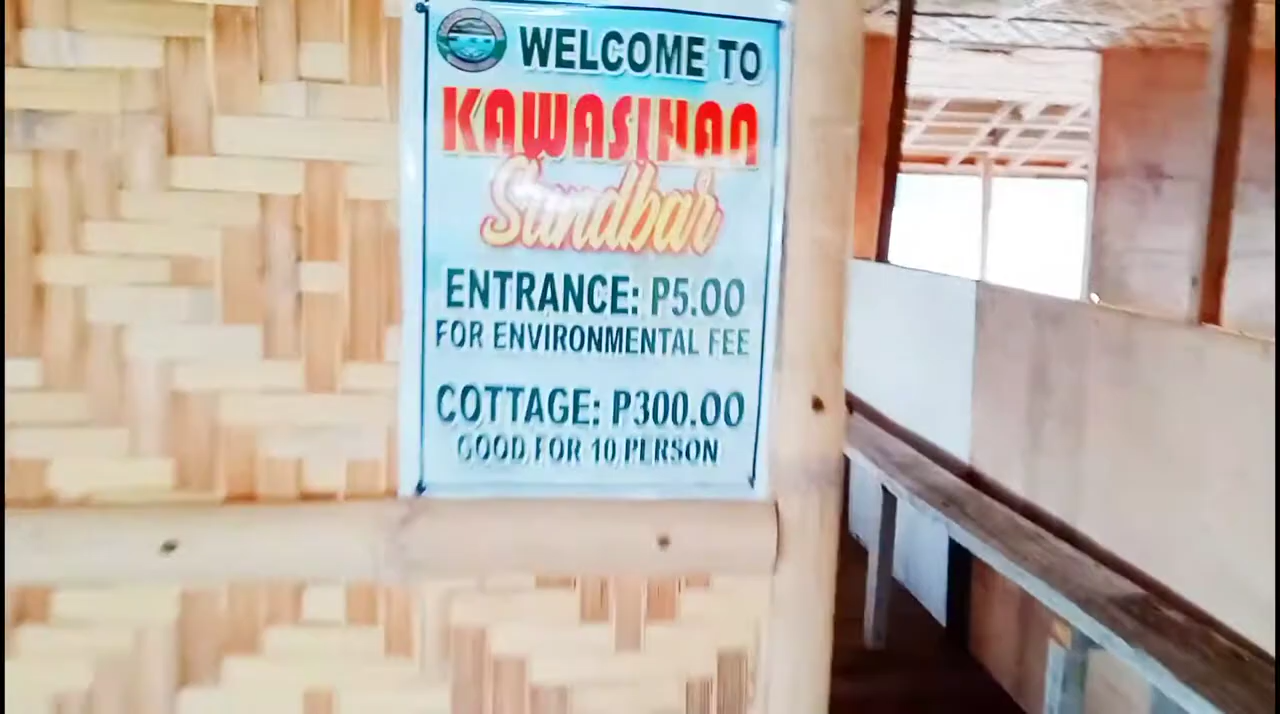 WELCOME TO
KAWASIHAN
Sandbar
ENTRANCE: P5.00
FOR ENVIRONMENTAL FEE
COTTAGE: P300.00
GOOD FOR 10 PERSON